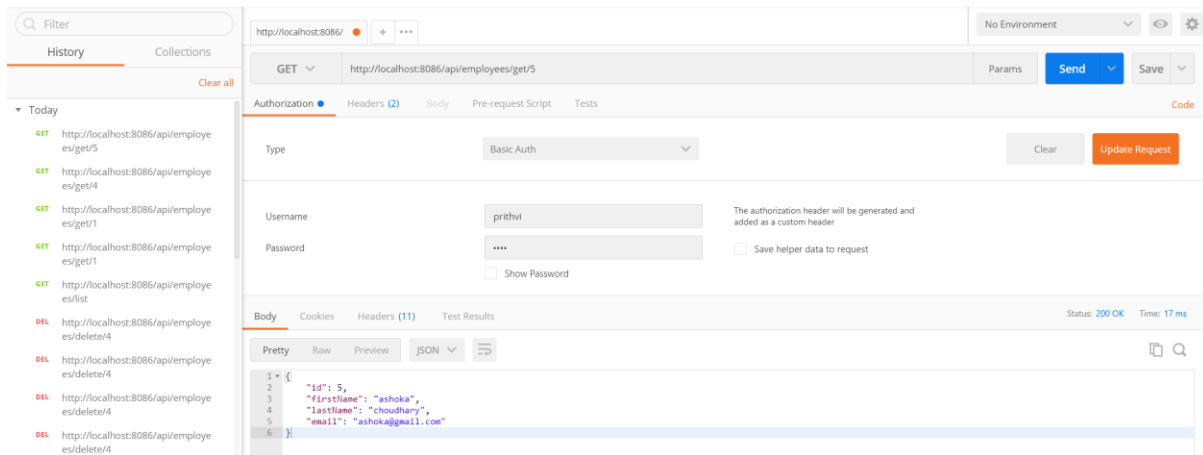 Filter
History Collections
Clear all
Today
GET http://localhost:8086/api/employe
es/get/5
GET http://localhost:8086/api/employe
es/get/4
GET http://localhost:8086/api/employe
es/get/1
GET http://localhost:8086/api/employe
es/get/1
GET http://localhost:8086/api/employe
es/list
DEL http://localhost:8086/api/employe
es/delete/4
DEL http://localhost:8086/api/employe
es/delete/4
DEL http://localhost:8086/api/employe
es/delete/4
DEL http://localhost:8086/api/employe
es/delete/4
http://localhost:8086/ + •••
No Environment
GET http://localhost:8086/api/employees/get/5 Params Send Save
Authorization Headers (2) Body Pre-request Script Tests Code
Type Basic Auth Clear Update Request
Username prithvi
The authorization header will be generated and
added as a custom header
Password ••••
Save helper data to request
Show Password
Body Cookies Headers (11) Test Results Status: 200 OK Time: 17 ms
Pretty Raw Preview JSON
1 {
2 "id": 5,
3 "firstName": "ashoka",
4 "lastName": "choudhary",
5 "email": "ashoka@gmail.com"
6 }